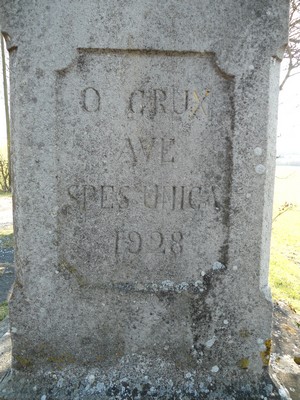 O CRUX
AVE
SPES UNICA
1928